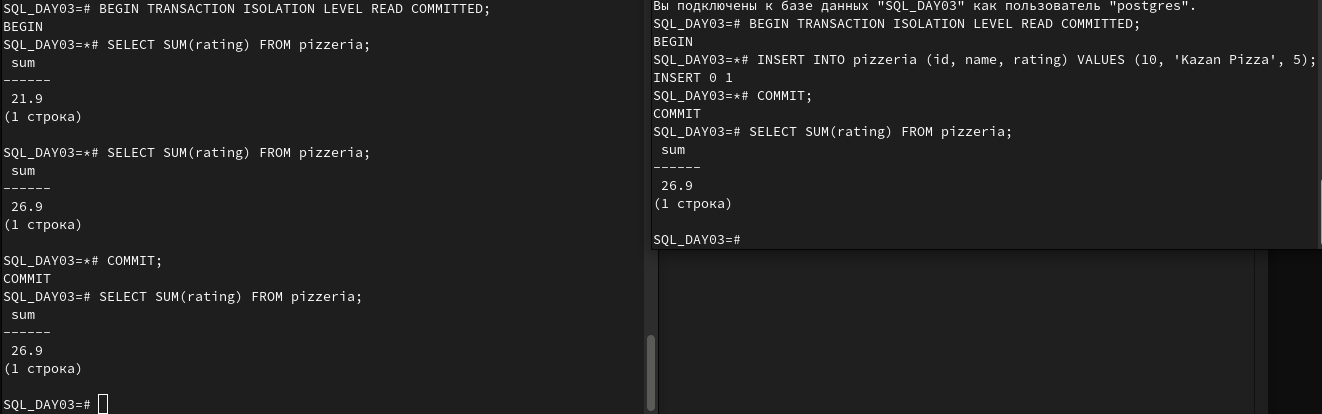 SQL_DAY03=# BEGIN TRANSACTION ISOLATION LEVEL READ COMMITTED;
BEGIN
SQL_DAY03=*# SELECT SUM(rating) FROM pizzeria;
sum
------
21.9
(1 строка)
SQL_DAY03=*# SELECT SUM(rating) FROM pizzeria;
sum
------
26.9
(1 строка)
SQL_DAY03=*# COMMIT;
COMMIT
SQL_DAY03=# SELECT SUM(rating) FROM pizzeria;
sum
------
26.9
(1 строка)
SQL_DAY03=#
Вы подключены к базе данных "SQL_DAY03" как пользователь "postgres".
SQL_DAY03=# BEGIN TRANSACTION ISOLATION LEVEL READ COMMITTED;
BEGIN
SQL_DAY03=*# INSERT INTO pizzeria (id, name, rating) VALUES (10, 'Kazan Pizza', 5);
INSERT 0 1
SQL_DAY03=*# COMMIT;
COMMIT
SQL_DAY03=# SELECT SUM(rating) FROM pizzeria;
sum
------
26.9
(1 строка)
SQL_DAY03=#